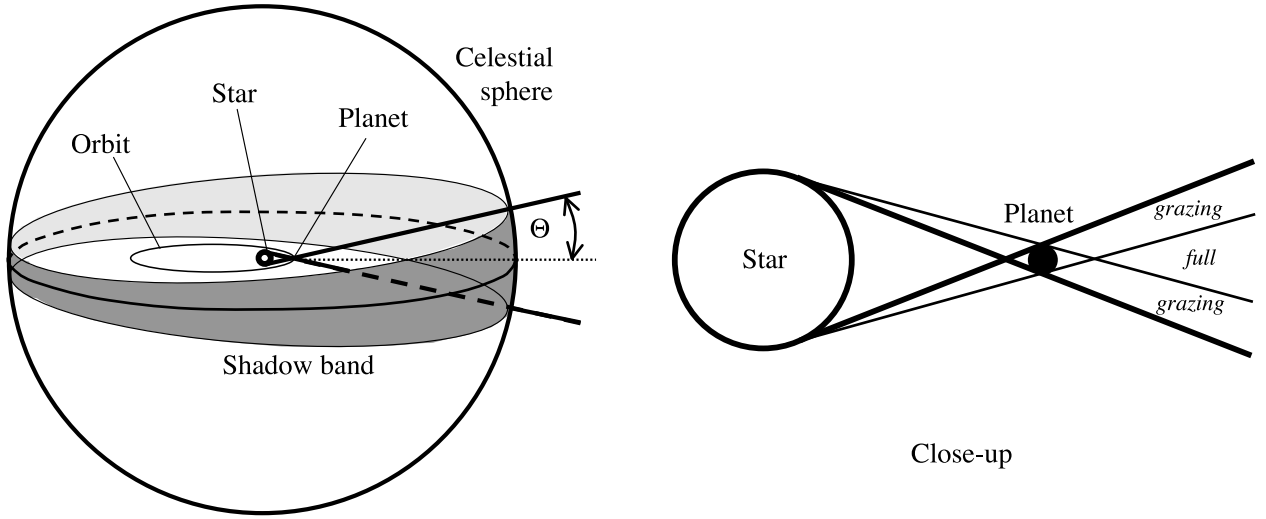 Celestial
sphere
Star
Planet
Orbit
Θ
Shadow band
Star
Planet
grazing
full
grazing
Close-up